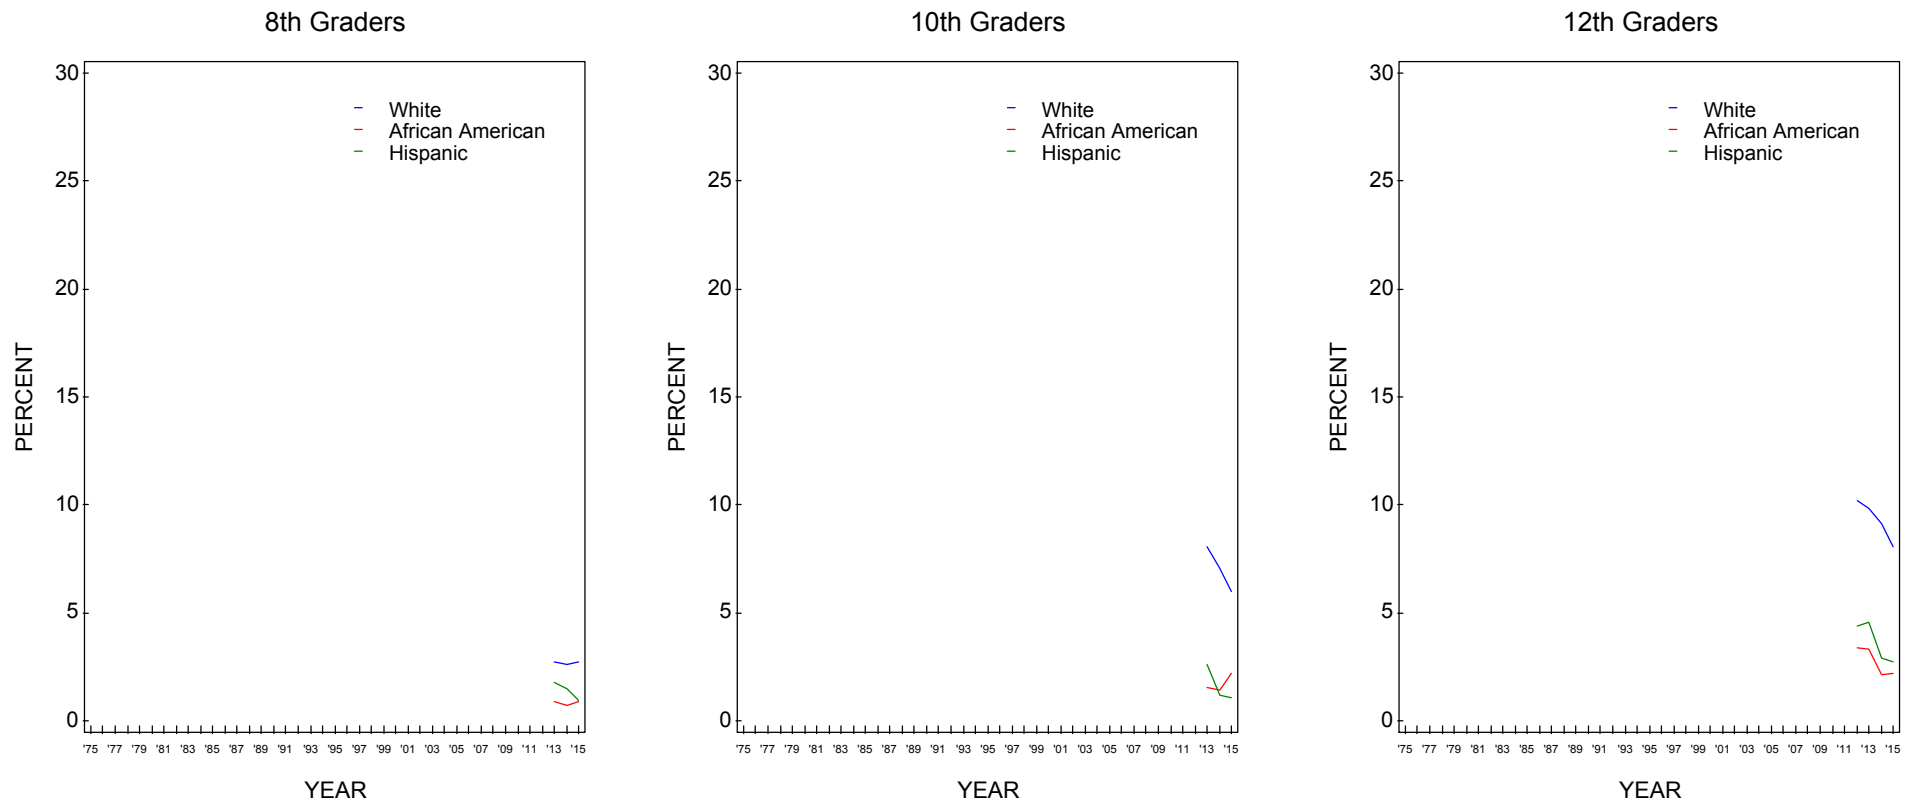 8th Graders
PERCENT
30
25
20
15
10
5
0
White
African American
Hispanic
'75 '77 '79 '81 '83 '85 '87 '89 '91 '93 '95 '97 '99 '01 '03 '05 '07 '09 '11 '13 '15
YEAR
10th Graders
PERCENT
30
25
20
15
10
5
0
White
African American
Hispanic
'75 '77 '79 '81 '83 '85 '87 '89 '91 '93 '95 '97 '99 '01 '03 '05 '07 '09 '11 '13 '15
YEAR
12th Graders
PERCENT
30
25
20
15
10
5
0
White
African American
Hispanic
'75 '77 '79 '81 '83 '85 '87 '89 '91 '93 '95 '97 '99 '01 '03 '05 '07 '09 '11 '13 '15
YEAR